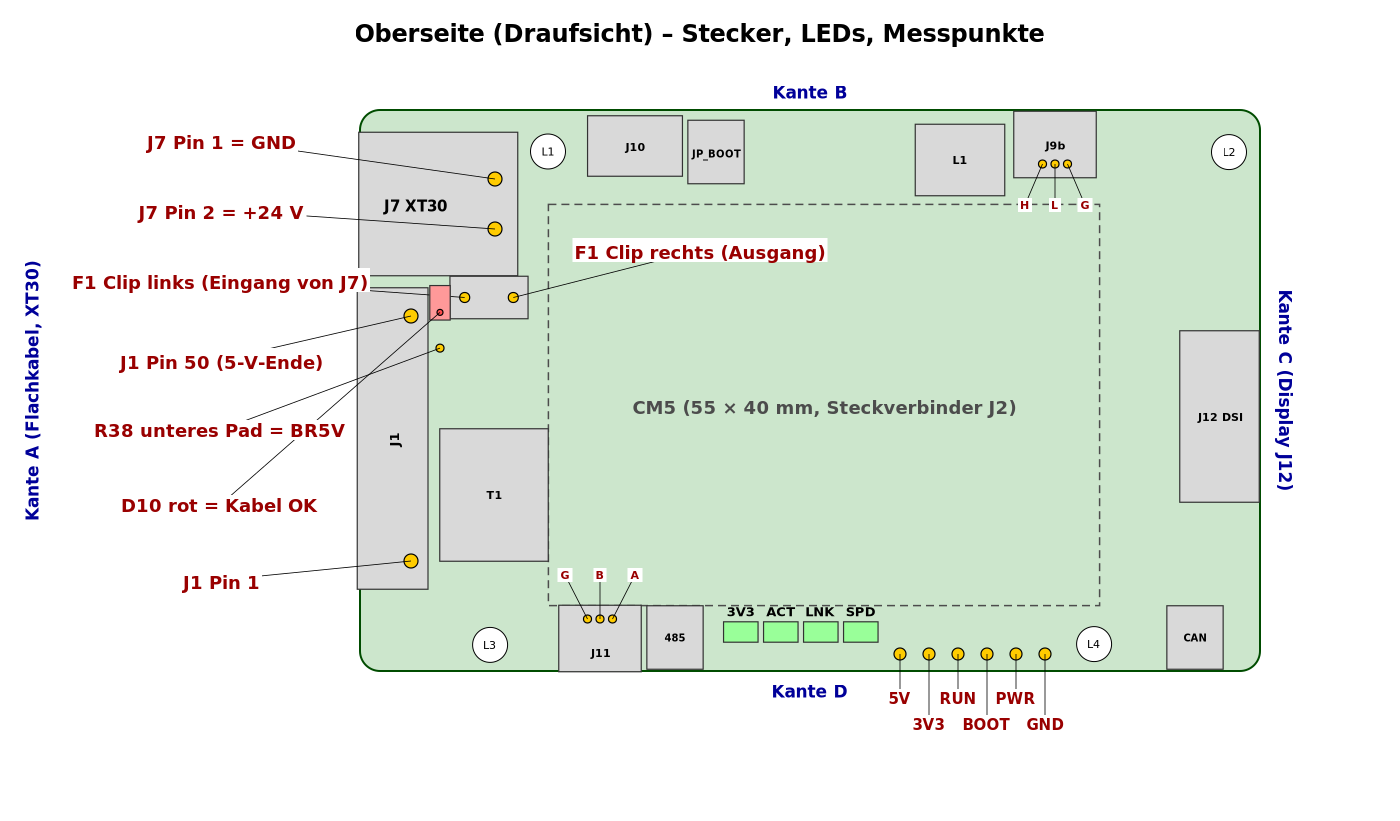 Oberseite (Draufsicht) – Stecker, LEDs, Messpunkte
Kante B
J7 Pin 1 = GND
J7 Pin 2 = +24 V
F1 Clip links (Eingang von J7)
J1 Pin 50 (5-V-Ende)
R38 unteres Pad = BR5V
D10 rot = Kabel OK
J1 Pin 1
Kante A (Flachkabel, XT30)
J7 XT30
L1
J10
JP_BOOT
L1
J9b
H L G
L2
F1 Clip rechts (Ausgang)
CM5 (55 × 40 mm, Steckverbinder J2)
J1
T1
J12 DSI
Kante C (Display J12)
G B A
J11
485
3V3 ACT LNK SPD
L3
L4
CAN
Kante D
5V RUN PWR
3V3 BOOT GND